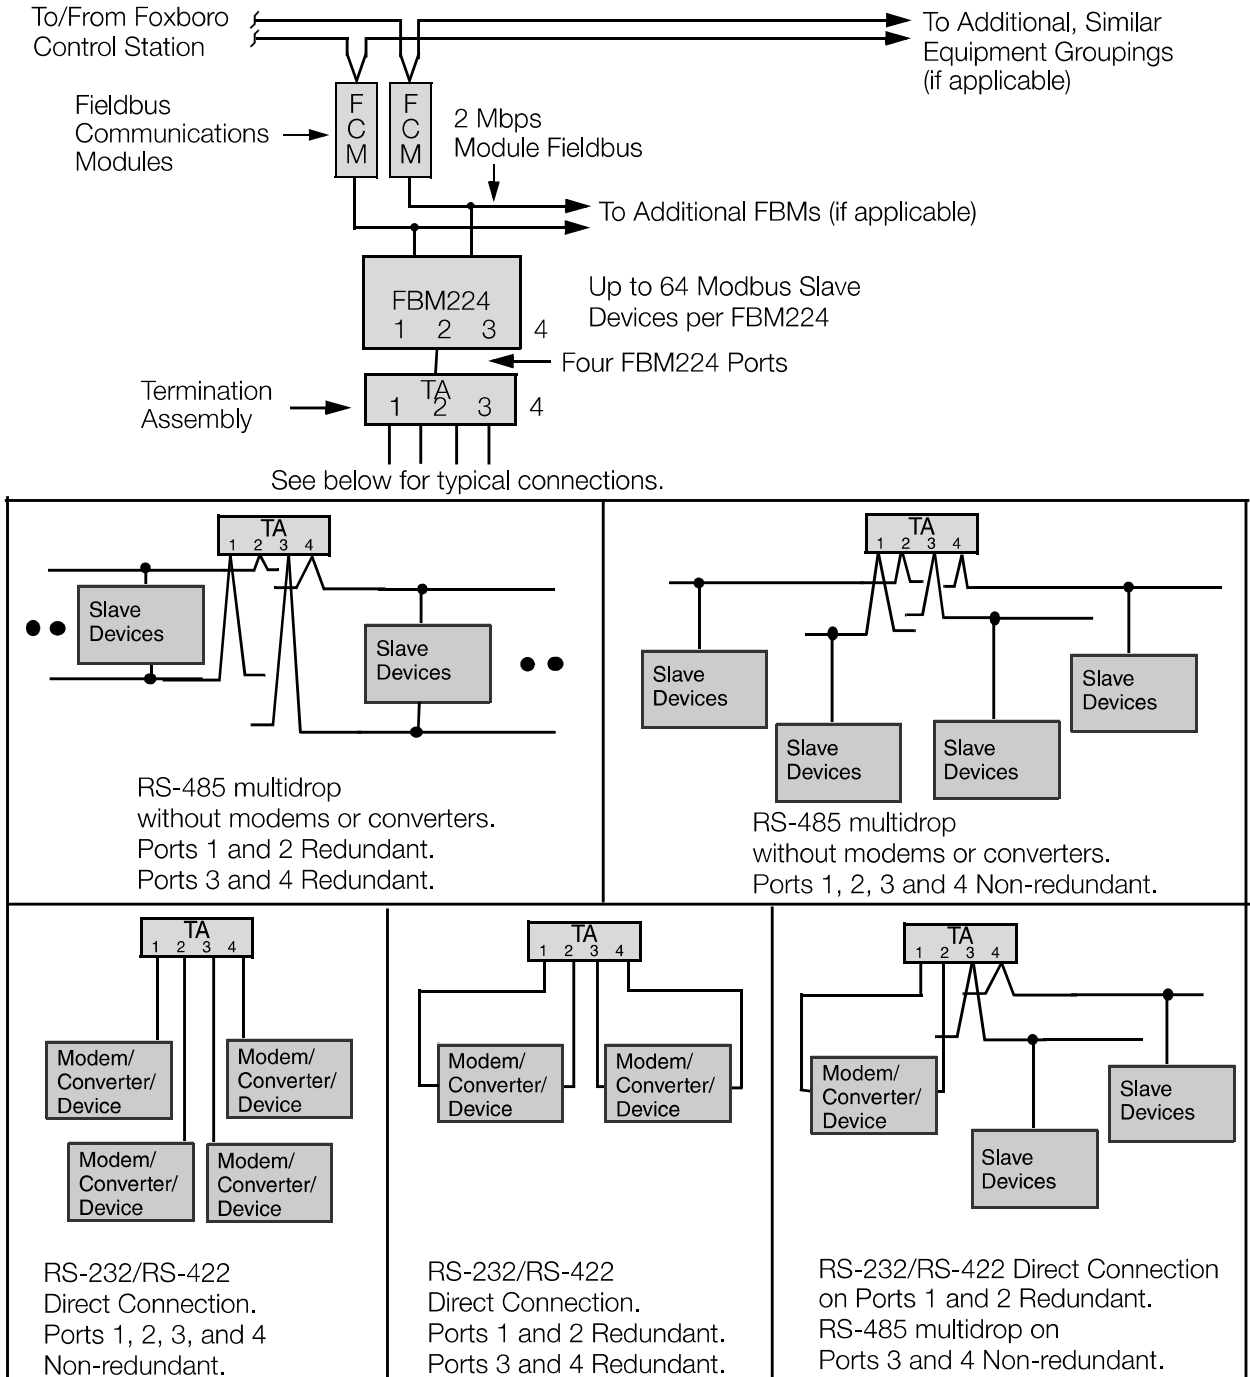 To/From Foxboro
Control Station
To Additional, Similar
Equipment Groupings
(if applicable)
Fieldbus
Communications
Modules
F
C
M
F
C
M
2 Mbps
Module Fieldbus
To Additional FBMs (if applicable)
FBM224
1 2 3 4
Up to 64 Modbus Slave
Devices per FBM224
Four FBM224 Ports
Termination
Assembly
TA
1 2 3 4
See below for typical connections.
TA
1 2 3 4
Slave
Devices
Slave
Devices
RS-485 multidrop
without modems or converters.
Ports 1 and 2 Redundant.
Ports 3 and 4 Redundant.
TA
1 2 3 4
Slave
Devices
Slave
Devices
Slave
Devices
Slave
Devices
RS-485 multidrop
without modems or converters.
Ports 1, 2, 3 and 4 Non-redundant.
TA
1 2 3 4
Modem/
Converter/
Device
Modem/
Converter/
Device
Modem/
Converter/
Device
Modem/
Converter/
Device
RS-232/RS-422
Direct Connection.
Ports 1, 2, 3, and 4
Non-redundant.
TA
1 2 3 4
Modem/
Converter/
Device
Modem/
Converter/
Device
RS-232/RS-422
Direct Connection.
Ports 1 and 2 Redundant.
Ports 3 and 4 Redundant.
TA
1 2 3 4
Modem/
Converter/
Device
Slave
Devices
Slave
Devices
RS-232/RS-422 Direct Connection
on Ports 1 and 2 Redundant.
RS-485 multidrop on
Ports 3 and 4 Non-redundant.